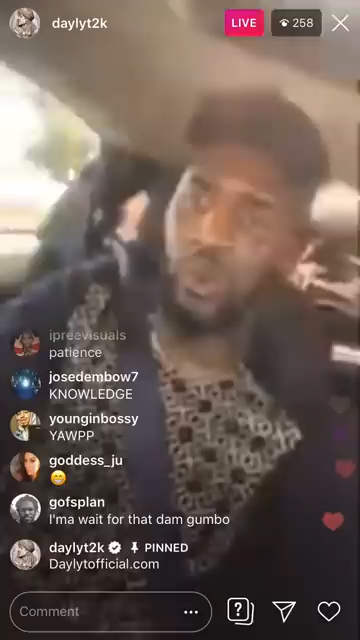 daylyt2k
LIVE
258
ipreevisuals
patience
josedembow7
KNOWLEDGE
younginbossy
YAWPP
goddess_ju
😁
gofsplan
I'ma wait for that dam gumbo
daylyt2k PINNED
Daylytofficial.com
Comment